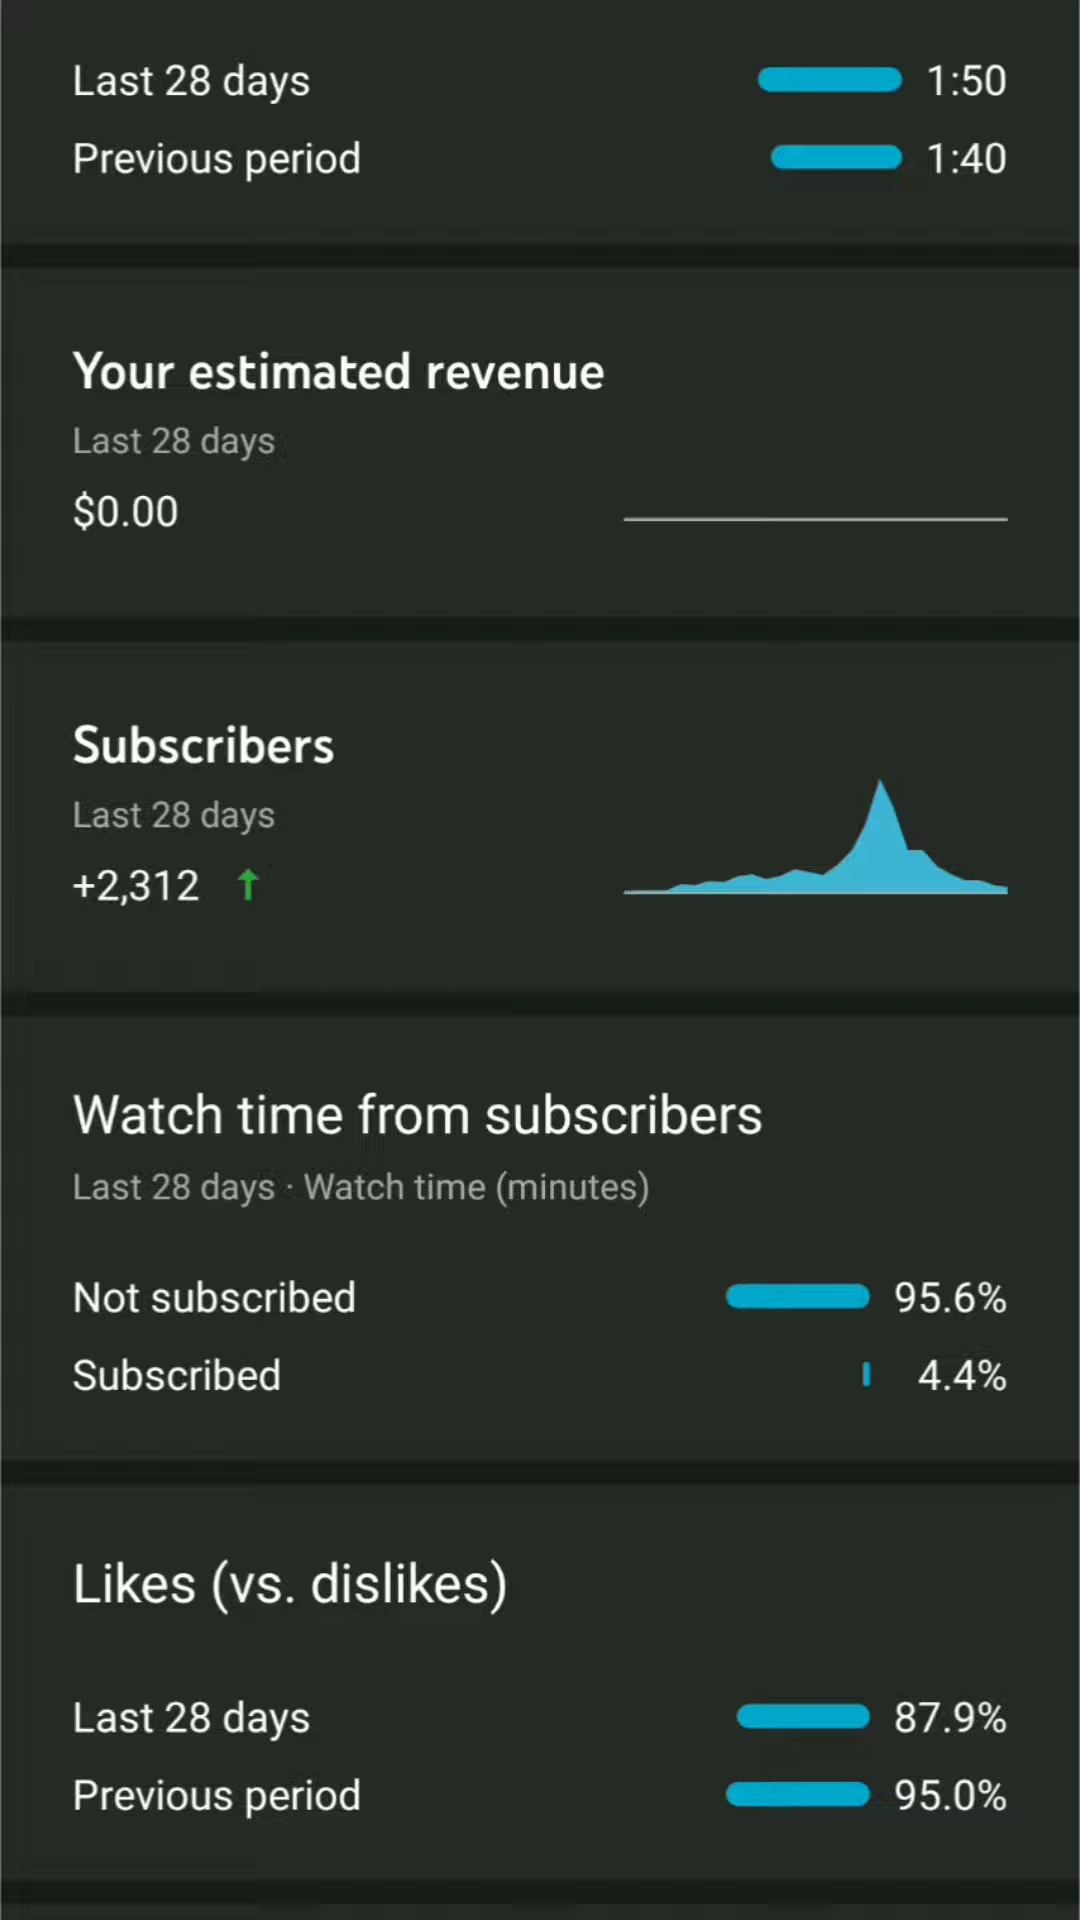 Last 28 days 1:50
Previous period 1:40
Your estimated revenue
Last 28 days
$0.00
Subscribers
Last 28 days
+2,312
Watch time from subscribers
Last 28 days · Watch time (minutes)
Not subscribed 95.6%
Subscribed 4.4%
Likes (vs. dislikes)
Last 28 days 87.9%
Previous period 95.0%